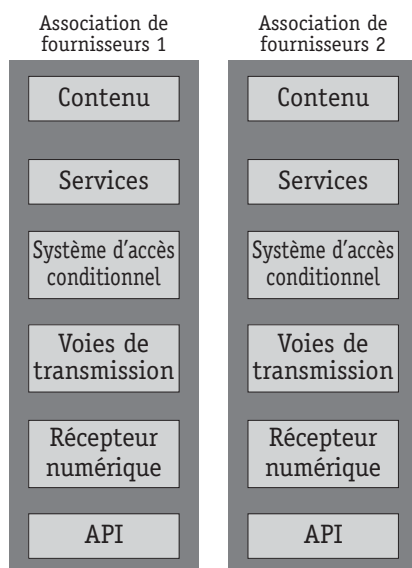 Association de
fournisseurs 1
Contenu
Services
Système d'accès
conditionnel
Voies de
transmission
Récepteur
numérique
API
Association de
fournisseurs 2
Contenu
Services
Système d'accès
conditionnel
Voies de
transmission
Récepteur
numérique
API